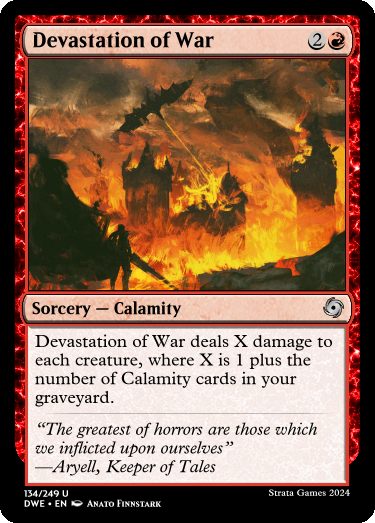 Devastation of War 2
Sorcery — Calamity
Devastation of War deals X damage to
each creature, where X is 1 plus the
number of Calamity cards in your
graveyard.
“The greatest of horrors are those which
we inflicted upon ourselves”
—Aryell, Keeper of Tales
134/249 U
Strata Games 2024
DWE • EN Anato Finnstark